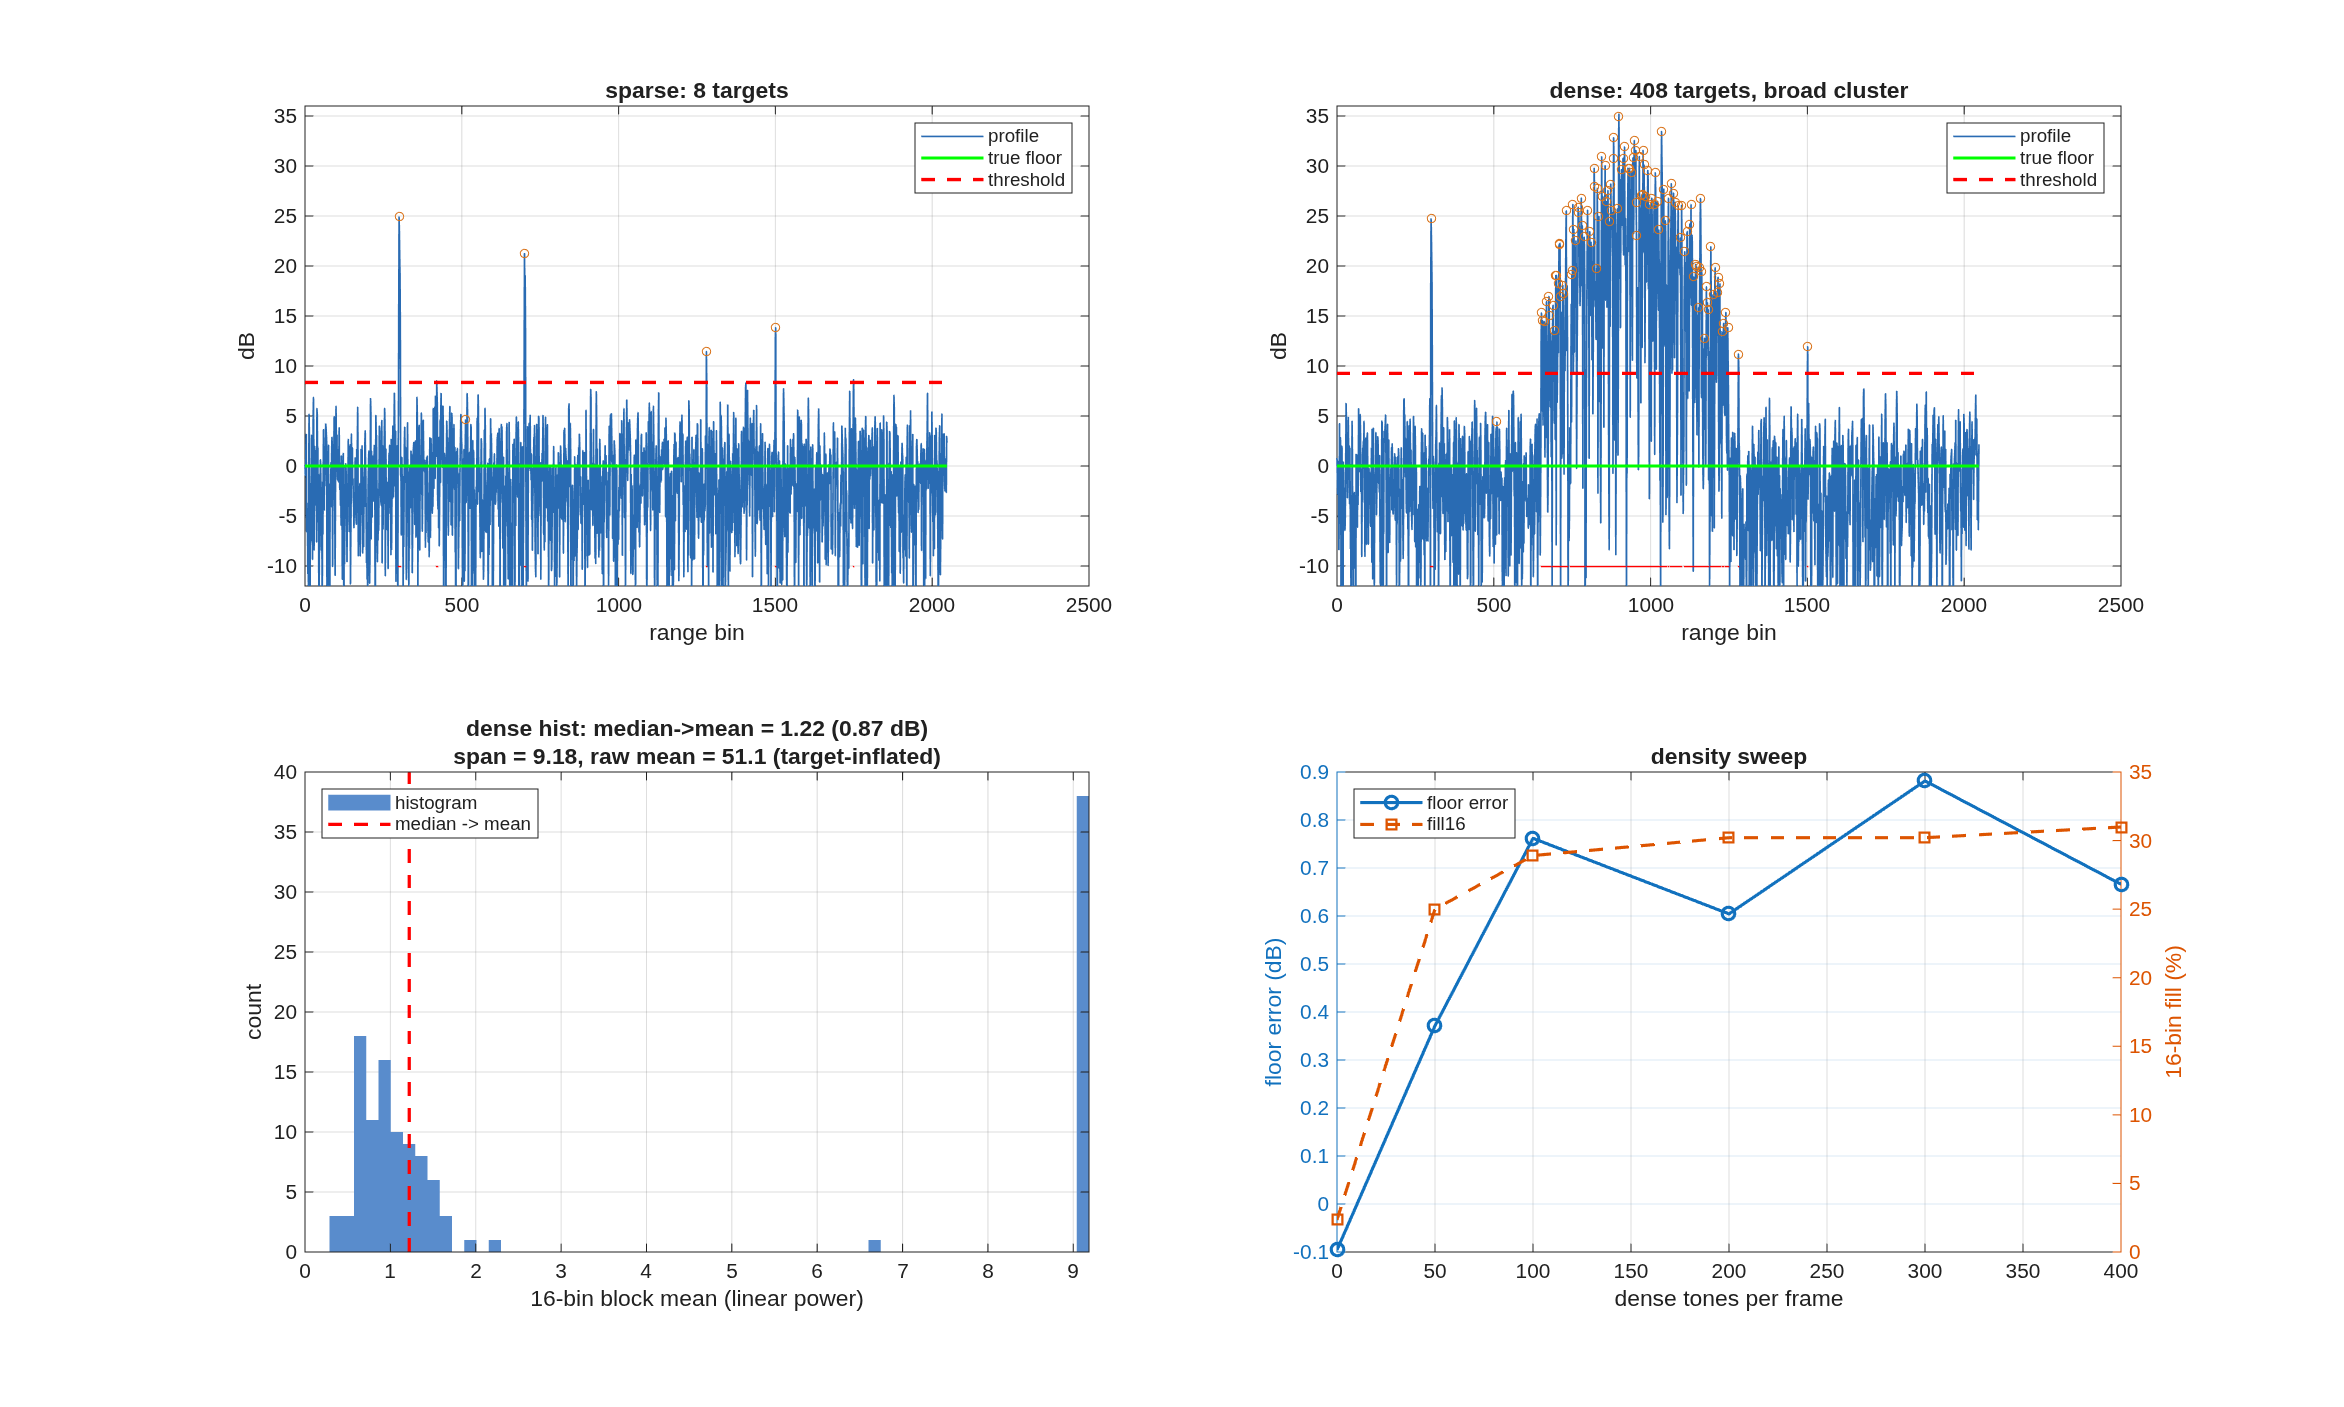 sparse: 8 targets
35
30
25
20
15
10
5
0
-5
-10
dB
profile
true floor
threshold
0 500 1000 1500 2000 2500
range bin
dense: 408 targets, broad cluster
35
30
25
20
15
10
5
0
-5
-10
dB
profile
true floor
threshold
0 500 1000 1500 2000 2500
range bin
dense hist: median->mean = 1.22 (0.87 dB)
span = 9.18, raw mean = 51.1 (target-inflated)
40
35
30
25
20
15
10
5
0
count
histogram
median -> mean
0 1 2 3 4 5 6 7 8 9
16-bin block mean (linear power)
density sweep
0.9
0.8
0.7
0.6
0.5
0.4
0.3
0.2
0.1
0
-0.1
floor error (dB)
floor error
fill16
35
30
25
20
15
10
5
0
16-bin fill (%)
0 50 100 150 200 250 300 350 400
dense tones per frame